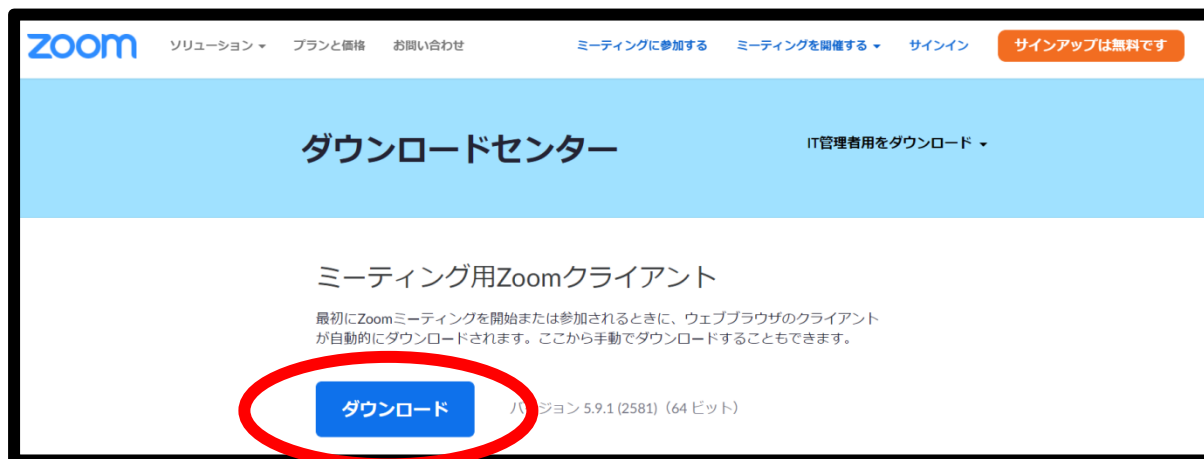 zoom ソリューション プランと価格 お問い合わせ ミーティングに参加する ミーティングを開催する サインイン サインアップは無料です
ダウンロードセンター IT管理者用をダウンロード
ミーティング用Zoomクライアント
最初にZoomミーティングを開始または参加されるときに、ウェブブラウザのクライアント
が自動的にダウンロードされます。ここから手動でダウンロードすることもできます。
ダウンロード バージョン 5.9.1 (2581)（64 ビット）